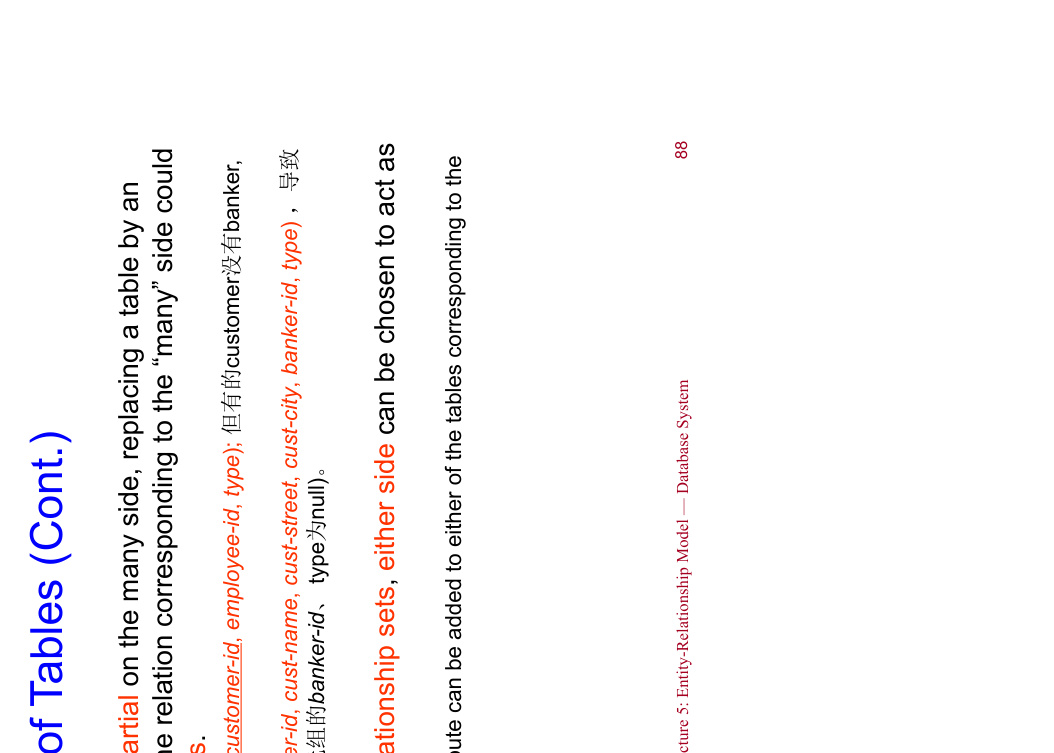 of Tables (Cont.)
artial on the many side, replacing a table by an
ne relation corresponding to the “many” side could
s.
customer-id, employee-id, type); 但有的customer没有banker,
er-id, cust-name, cust-street, cust-city, banker-id, type) ，导致
组的banker-id、 type为null)。
ationship sets, either side can be chosen to act as
oute can be added to either of the tables corresponding to the
cture 5: Entity-Relationship Model — Database System
88